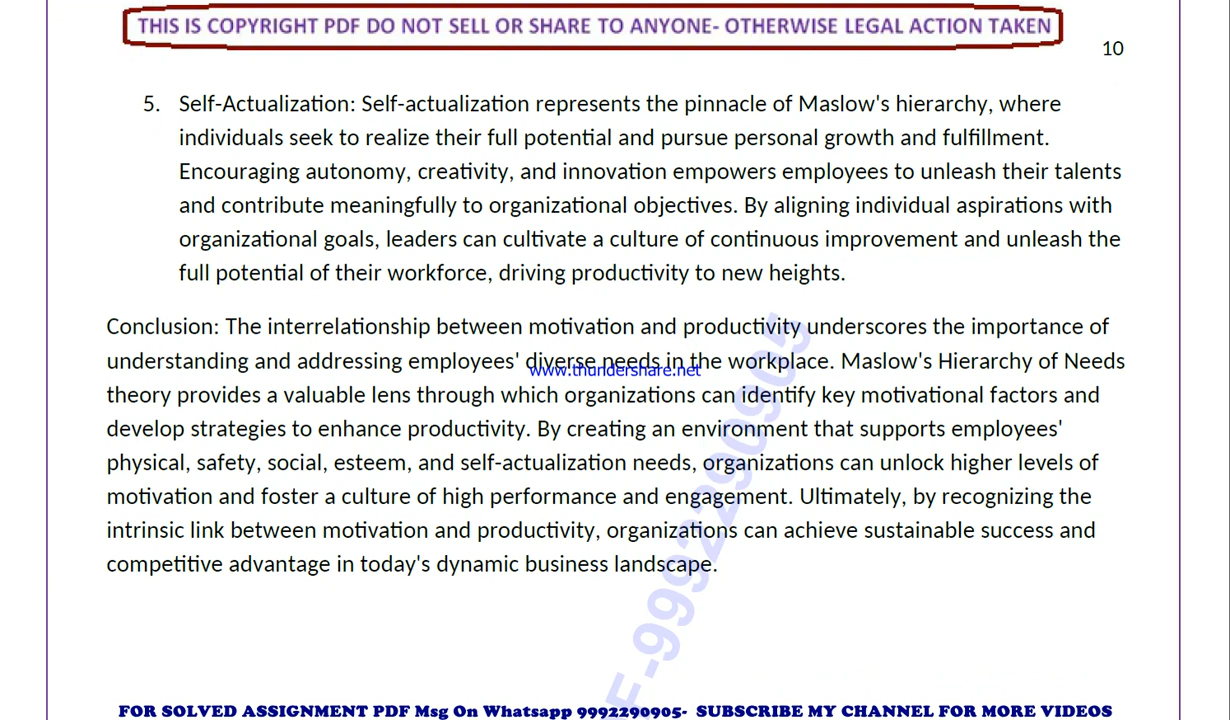 THIS IS COPYRIGHT PDF DO NOT SELL OR SHARE TO ANYONE- OTHERWISE LEGAL ACTION TAKEN
10
5. Self-Actualization: Self-actualization represents the pinnacle of Maslow's hierarchy, where
individuals seek to realize their full potential and pursue personal growth and fulfillment.
Encouraging autonomy, creativity, and innovation empowers employees to unleash their talents
and contribute meaningfully to organizational objectives. By aligning individual aspirations with
organizational goals, leaders can cultivate a culture of continuous improvement and unleash the
full potential of their workforce, driving productivity to new heights.
Conclusion: The interrelationship between motivation and productivity underscores the importance of
understanding and addressing employees' diverse needs in the workplace. Maslow's Hierarchy of Needs
www.thundershare.net
theory provides a valuable lens through which organizations can identify key motivational factors and
develop strategies to enhance productivity. By creating an environment that supports employees'
physical, safety, social, esteem, and self-actualization needs, organizations can unlock higher levels of
motivation and foster a culture of high performance and engagement. Ultimately, by recognizing the
intrinsic link between motivation and productivity, organizations can achieve sustainable success and
competitive advantage in today's dynamic business landscape.
-9992290905
FOR SOLVED ASSIGNMENT PDF Msg On Whatsapp 9992290905- SUBSCRIBE MY CHANNEL FOR MORE VIDEOS